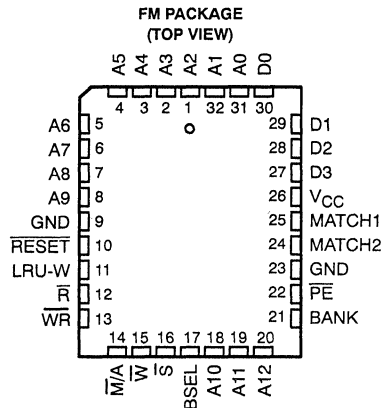 FM PACKAGE
(TOP VIEW)
A5 A4 A3 A2 A1 A0 D0
4 3 2 1 32 31 30
A6 5 29 D1
A7 6 28 D2
A8 7 27 D3
A9 8 26 VCC
GND 9 25 MATCH1
RESET 10 24 MATCH2
LRU-W 11 23 GND
R 12 22 PE
WR 13 21 BANK
14 15 16 17 18 19 20
M/A W S BSEL A10 A11 A12